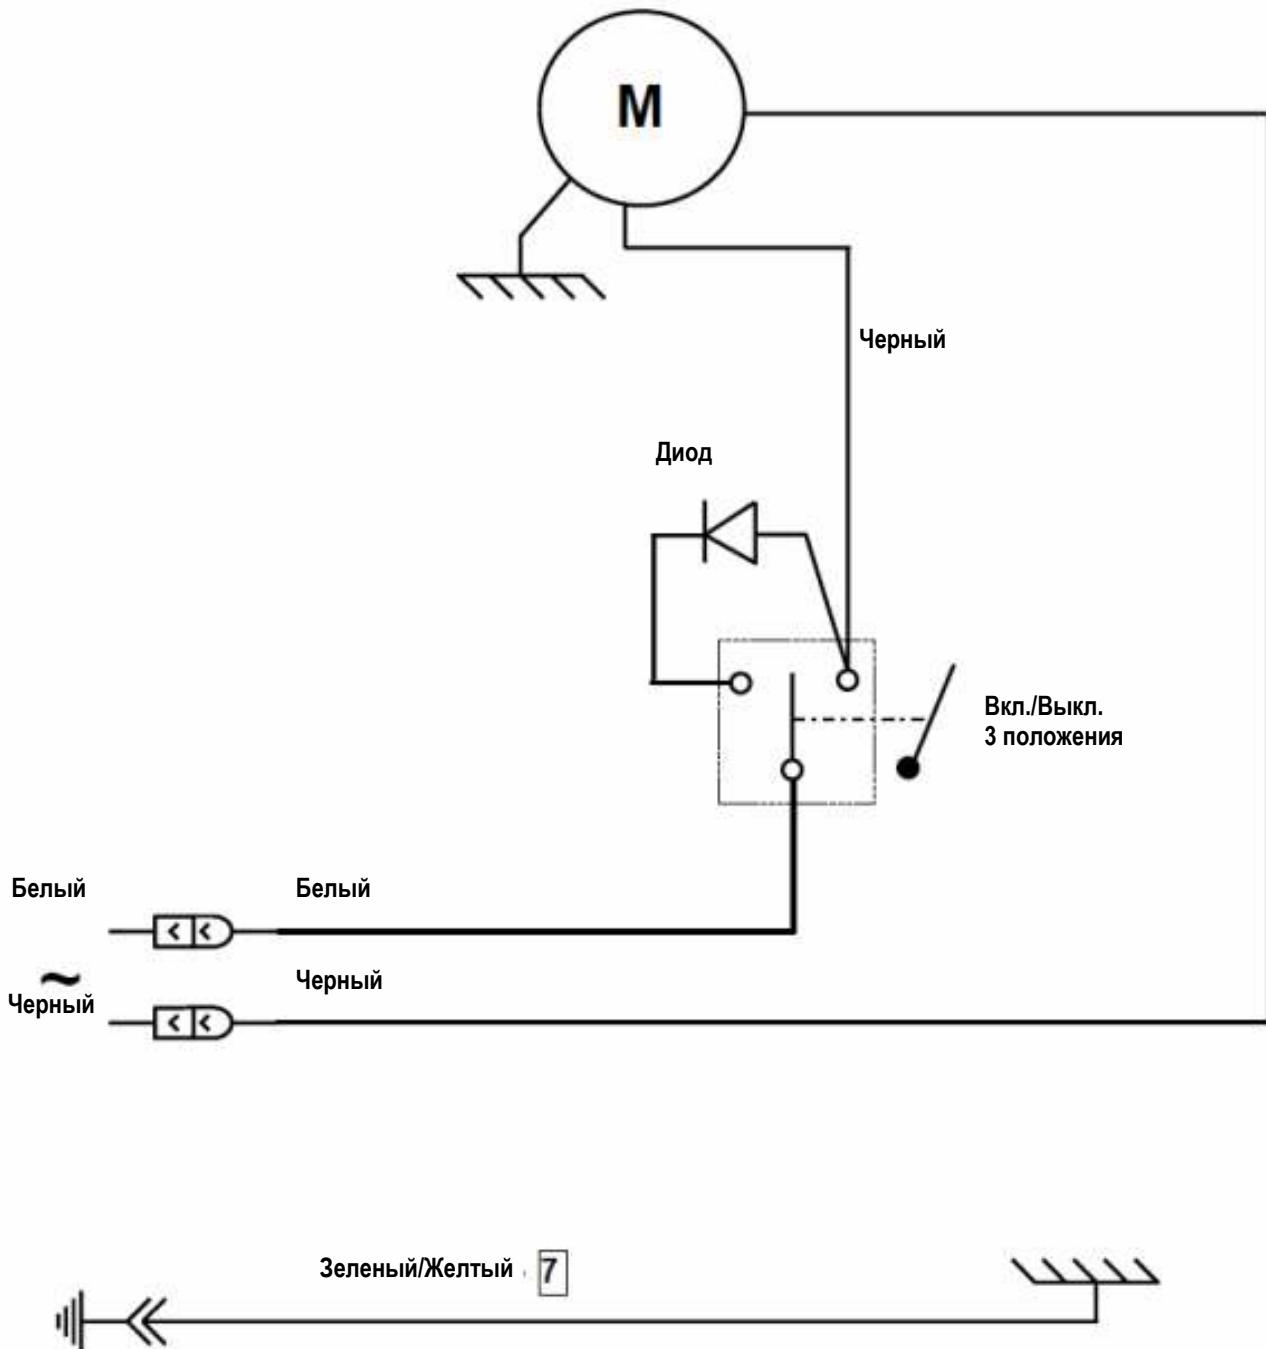 M
Черный
Диод
Вкл./Выкл.
3 положения
Белый
Белый
~
Черный
Черный
Зеленый/Желтый 7